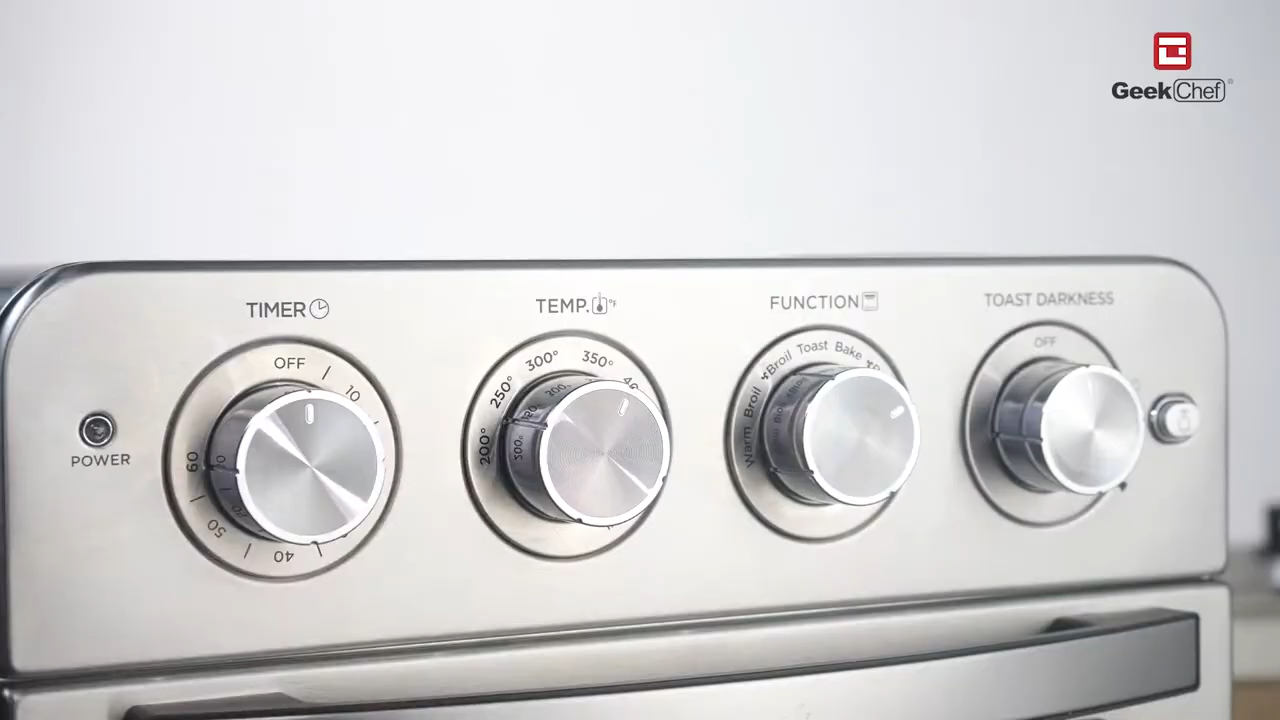 GeekChef
TIMER
TEMP. °F
FUNCTION
TOAST DARKNESS
POWER
OFF
10
40
50
60
200°
250°
300°
350°
Warm Broil Broil Toast Bake
OFF